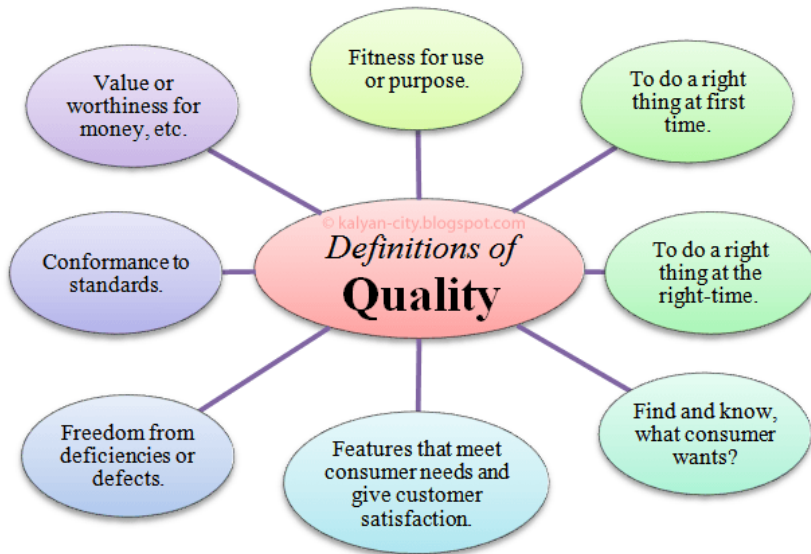 © kalyan-city.blogspot.com
Definitions of
Quality
Fitness for use
or purpose.
To do a right
thing at first
time.
To do a right
thing at the
right-time.
Find and know,
what consumer
wants?
Features that meet
consumer needs and
give customer
satisfaction.
Freedom from
deficiencies or
defects.
Conformance to
standards.
Value or
worthiness for
money, etc.